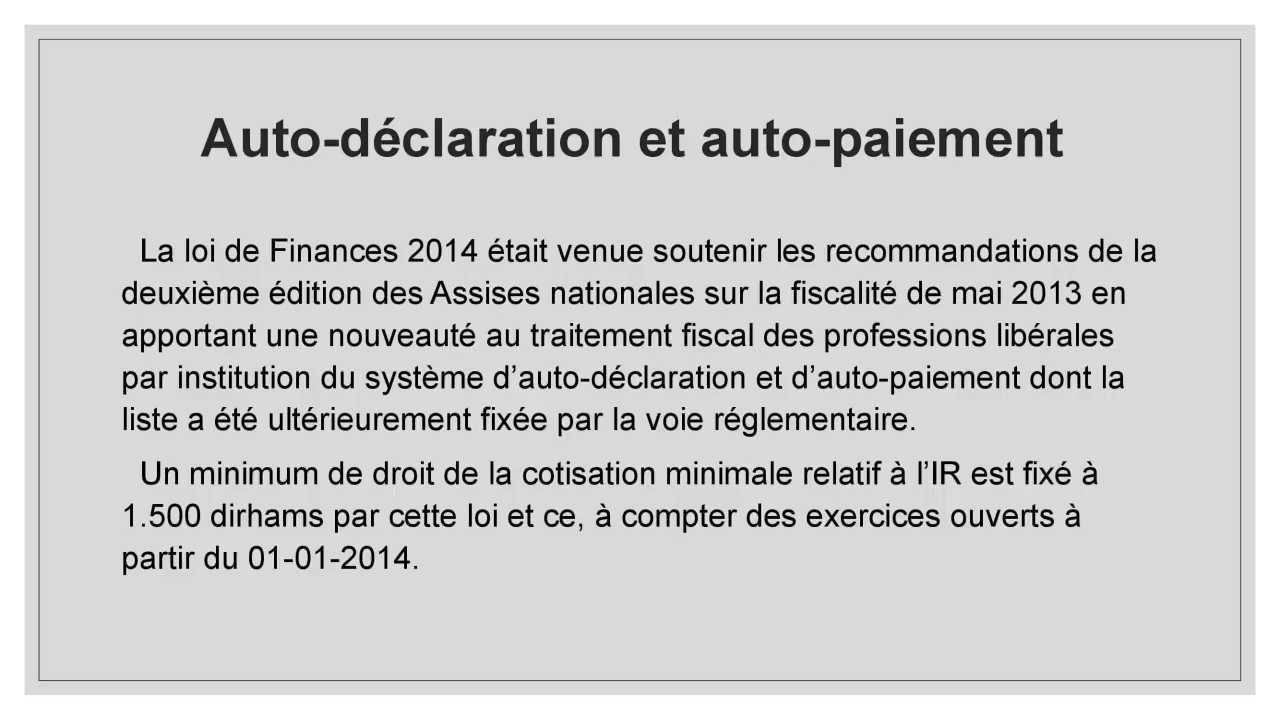 Auto-déclaration et auto-paiement
La loi de Finances 2014 était venue soutenir les recommandations de la
deuxième édition des Assises nationales sur la fiscalité de mai 2013 en
apportant une nouveauté au traitement fiscal des professions libérales
par institution du système d’auto-déclaration et d’auto-paiement dont la
liste a été ultérieurement fixée par la voie réglementaire.
Un minimum de droit de la cotisation minimale relatif à l’IR est fixé à
1.500 dirhams par cette loi et ce, à compter des exercices ouverts à
partir du 01-01-2014.